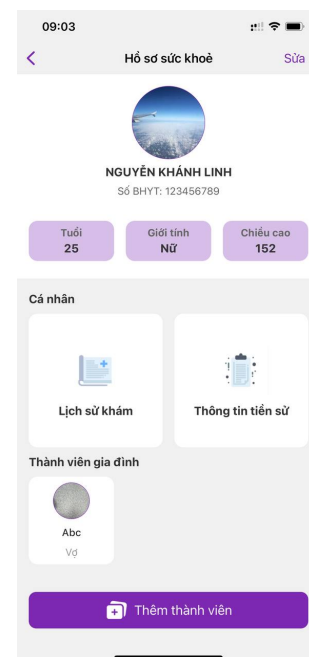 09:03
Hồ sơ sức khoẻ
Sửa
NGUYỄN KHÁNH LINH
Số BHYT: 123456789
Tuổi
25
Giới tính
Nữ
Chiều cao
152
Cá nhân
Lịch sử khám
Thông tin tiền sử
Thành viên gia đình
Abc
Vợ
Thêm thành viên